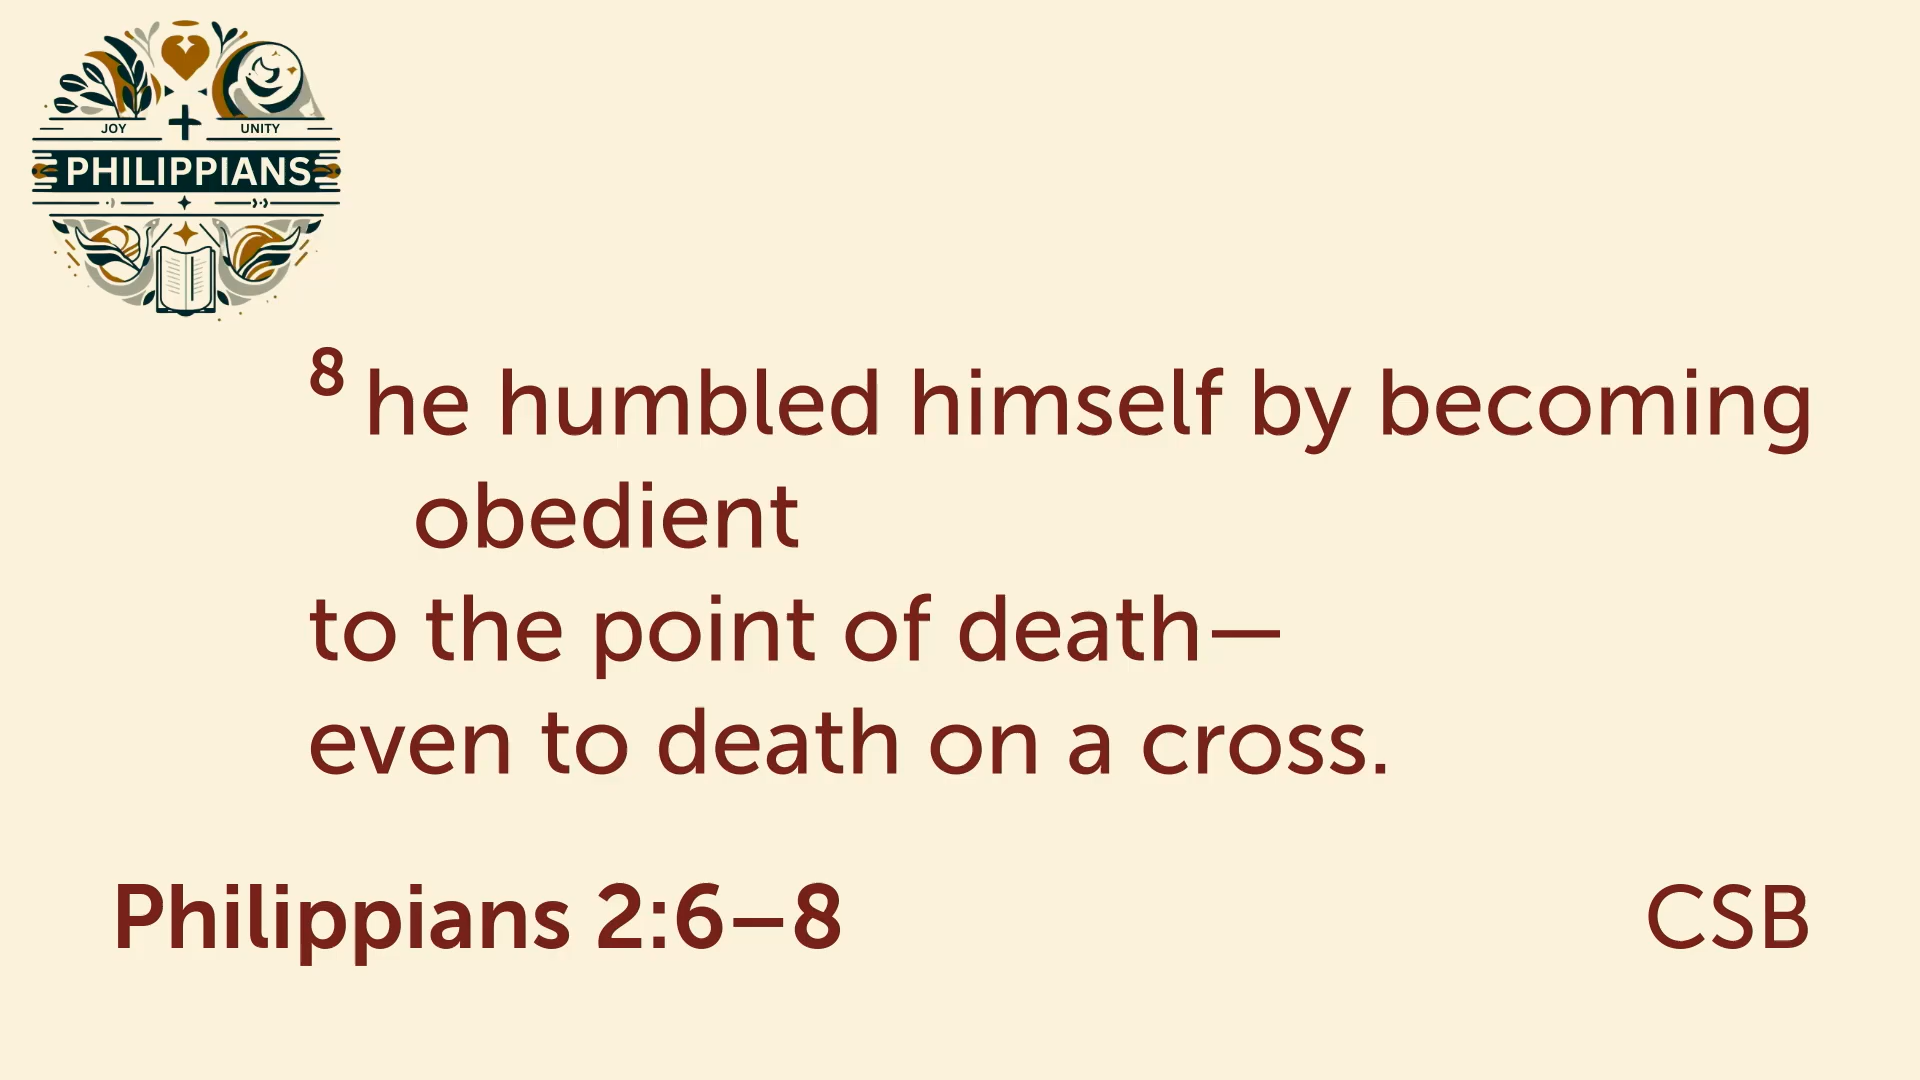 JOY UNITY
PHILIPPIANS
8 he humbled himself by becoming
obedient
to the point of death—
even to death on a cross.
Philippians 2:6–8 CSB